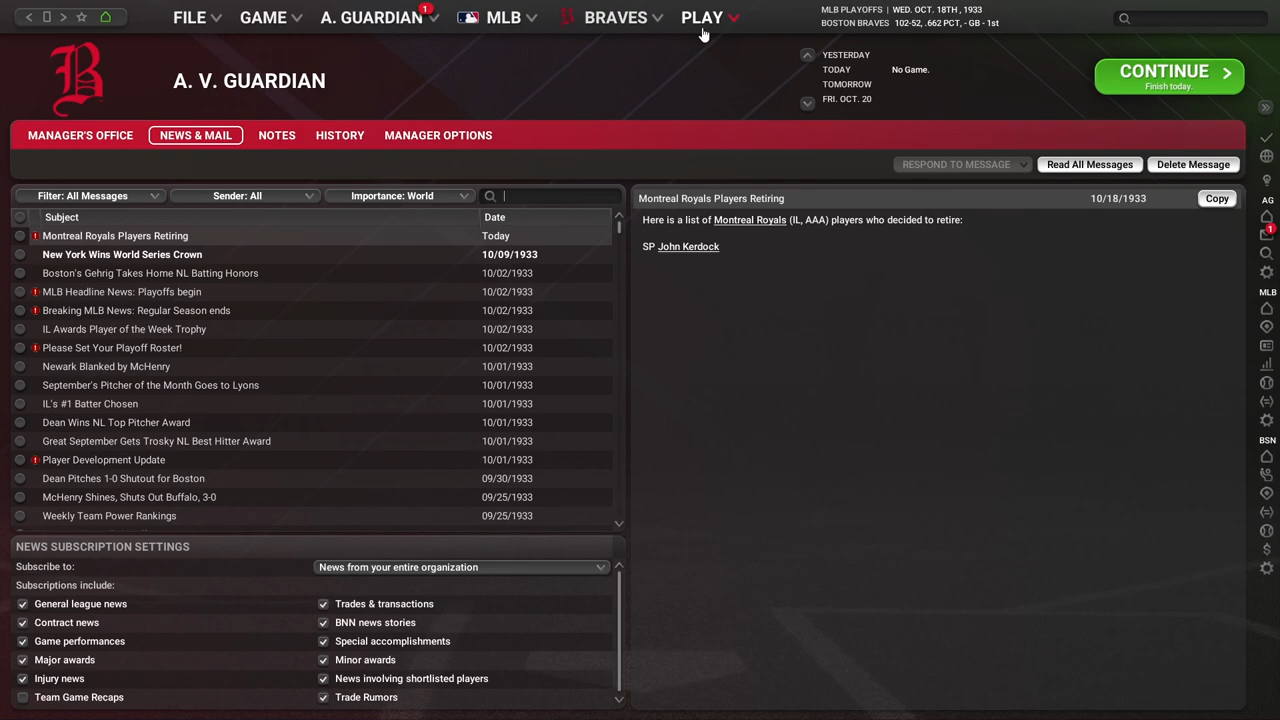 FILE GAME A. GUARDIAN 1 MLB BRAVES PLAY MLB PLAYOFFS | WED. OCT. 18TH , 1933
BOSTON BRAVES 102-52, .662 PCT, - GB - 1st
B A. V. GUARDIAN
YESTERDAY
TODAY No Game.
TOMORROW
FRI. OCT. 20
CONTINUE
Finish today.
MANAGER'S OFFICE NEWS & MAIL NOTES HISTORY MANAGER OPTIONS
RESPOND TO MESSAGE Read All Messages Delete Message
Filter: All Messages Sender: All Importance: World
Subject Date
Montreal Royals Players Retiring Today
New York Wins World Series Crown 10/09/1933
Boston's Gehrig Takes Home NL Batting Honors 10/02/1933
MLB Headline News: Playoffs begin 10/02/1933
Breaking MLB News: Regular Season ends 10/02/1933
IL Awards Player of the Week Trophy 10/02/1933
Please Set Your Playoff Roster! 10/02/1933
Newark Blanked by McHenry 10/01/1933
September's Pitcher of the Month Goes to Lyons 10/01/1933
IL's #1 Batter Chosen 10/01/1933
Dean Wins NL Top Pitcher Award 10/01/1933
Great September Gets Trosky NL Best Hitter Award 10/01/1933
Player Development Update 10/01/1933
Dean Pitches 1-0 Shutout for Boston 09/30/1933
McHenry Shines, Shuts Out Buffalo, 3-0 09/25/1933
Weekly Team Power Rankings 09/25/1933
Montreal Royals Players Retiring 10/18/1933 Copy
Here is a list of Montreal Royals (IL, AAA) players who decided to retire:
SP John Kerdock
NEWS SUBSCRIPTION SETTINGS
Subscribe to: News from your entire organization
Subscriptions include:
General league news Trades & transactions
Contract news BNN news stories
Game performances Special accomplishments
Major awards Minor awards
Injury news News involving shortlisted players
Team Game Recaps Trade Rumors
AG
1
MLB
BSN
$